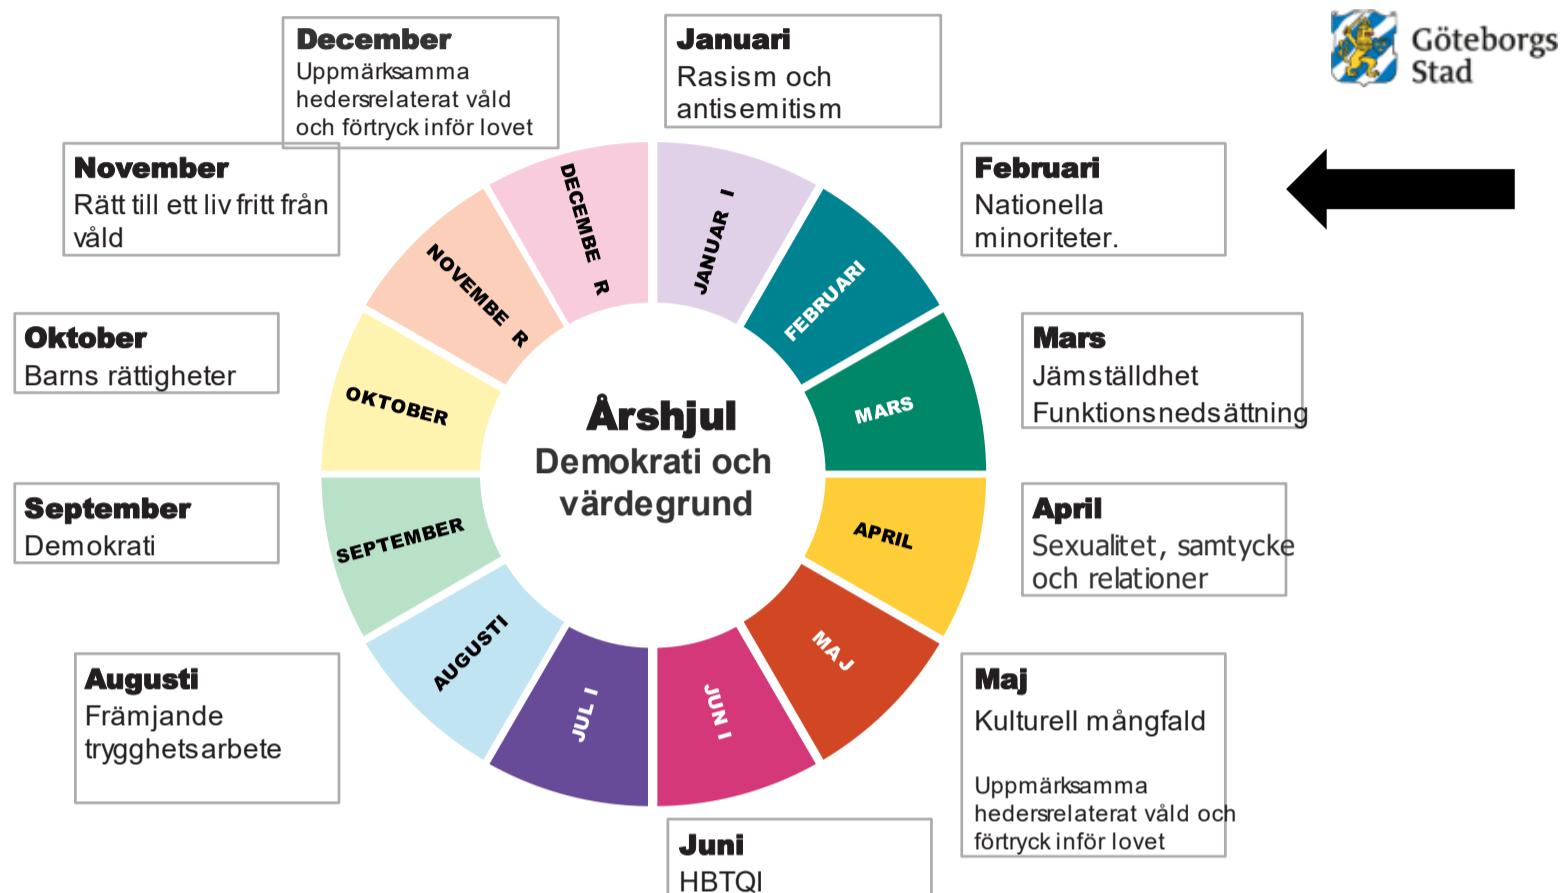 Göteborgs
Stad
December
Uppmärksamma
hedersrelaterat våld
och förtryck inför lovet
Januari
Rasism och
antisemitism
Februari
Nationella
minoriteter.
Mars
Jämställdhet
Funktionsnedsättning
April
Sexualitet, samtycke
och relationer
Maj
Kulturell mångfald
Uppmärksamma
hedersrelaterat våld och
förtryck inför lovet
Juni
HBTQI
Augusti
Främjande
trygghetsarbete
September
Demokrati
Oktober
Barns rättigheter
November
Rätt till ett liv fritt från
våld
JANUAR I
FEBRUARI
MARS
APRIL
MAJ
JUN I
JUL I
AUGUSTI
SEPTEMBER
OKTOBER
NOVEMBE R
DECEMBE R
Årshjul
Demokrati och
värdegrund